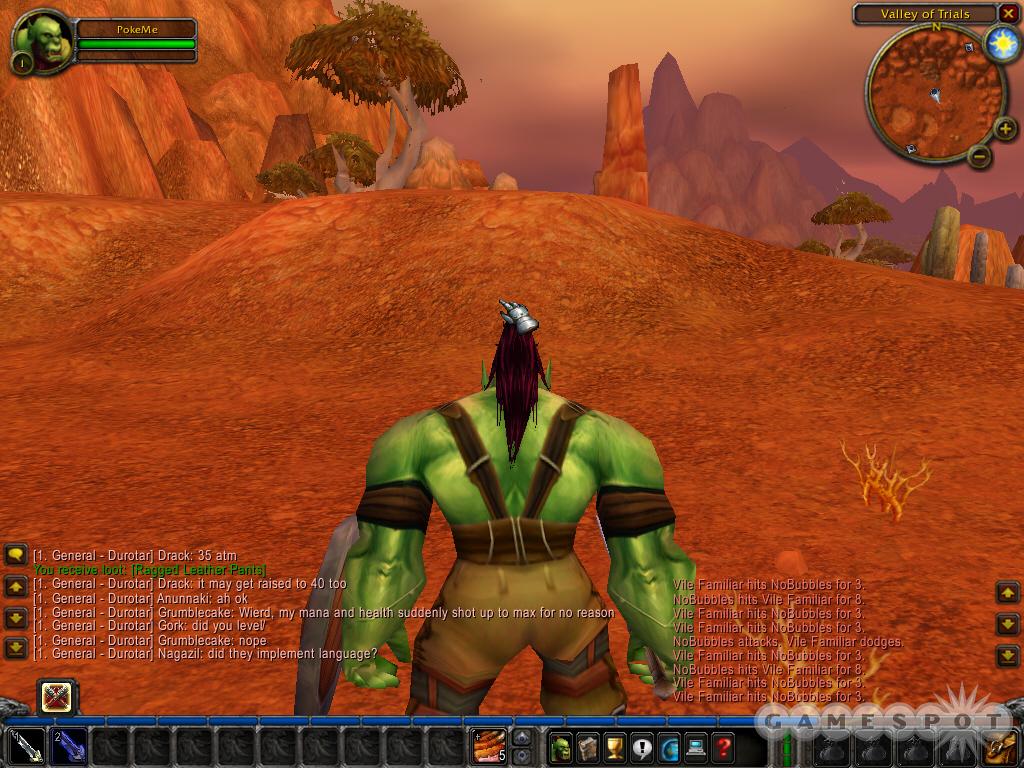 PokeMe
1
Valley of Trials
N
[1. General - Durotar] Drack: 35 atm
You receive loot: [Ragged Leather Pants]
[1. General - Durotar] Drack: it may get raised to 40 too
[1. General - Durotar] Anunnaki: ah ok
[1. General - Durotar] Grumblecake: Wierd, my mana and health suddenly shot up to max for no reason
[1. General - Durotar] Gork: did you level/
[1. General - Durotar] Grumblecake: nope
[1. General - Durotar] Nagazil: did they implement language?
Vile Familiar hits NoBubbles for 3.
NoBubbles hits Vile Familiar for 8.
Vile Familiar hits NoBubbles for 3.
Vile Familiar hits NoBubbles for 3.
NoBubbles attacks. Vile Familiar dodges.
Vile Familiar hits NoBubbles for 3.
NoBubbles hits Vile Familiar for 8.
Vile Familiar hits NoBubbles for 3.
Vile Familiar hits NoBubbles for 3.
GAMESPOT
1
2
5
!
?